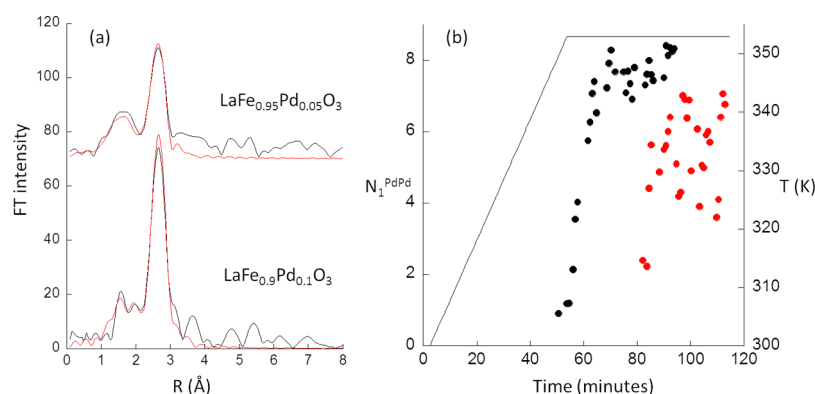 (a)
FT intensity
120
100
80
60
40
20
0
LaFe0.95Pd0.05O3
LaFe0.9Pd0.1O3
0 1 2 3 4 5 6 7 8
R (Å)
(b)
N1PdPd
8
6
4
2
0
350
340
330
320
310
300
T (K)
0 20 40 60 80 100 120
Time (minutes)